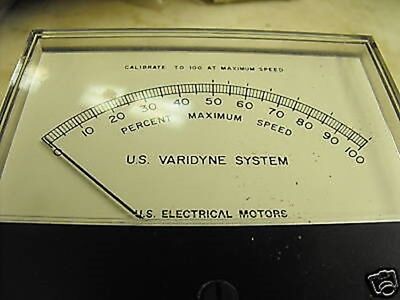 CALIBRATE TO 100 AT MAXIMUM SPEED
0 10 20 30 40 50 60 70 80 90 100
PERCENT MAXIMUM SPEED
U.S. VARIDYNE SYSTEM
U.S. ELECTRICAL MOTORS